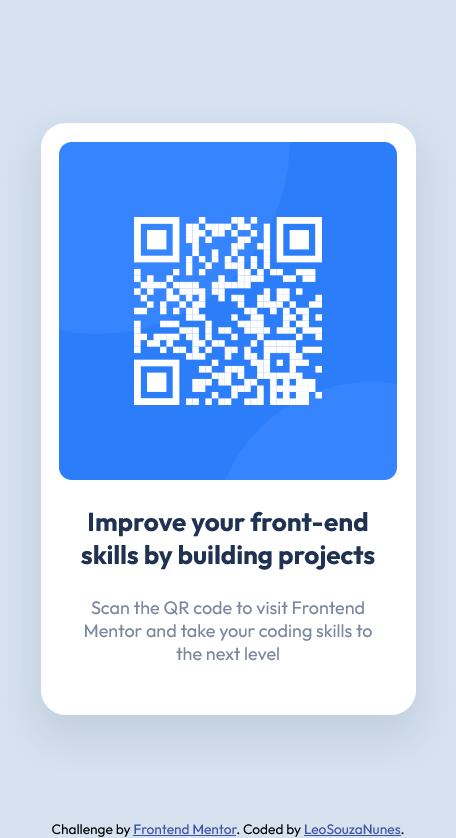 Improve your front-end
skills by building projects
Scan the QR code to visit Frontend
Mentor and take your coding skills to
the next level
Challenge by Frontend Mentor. Coded by LeoSouzaNunes.